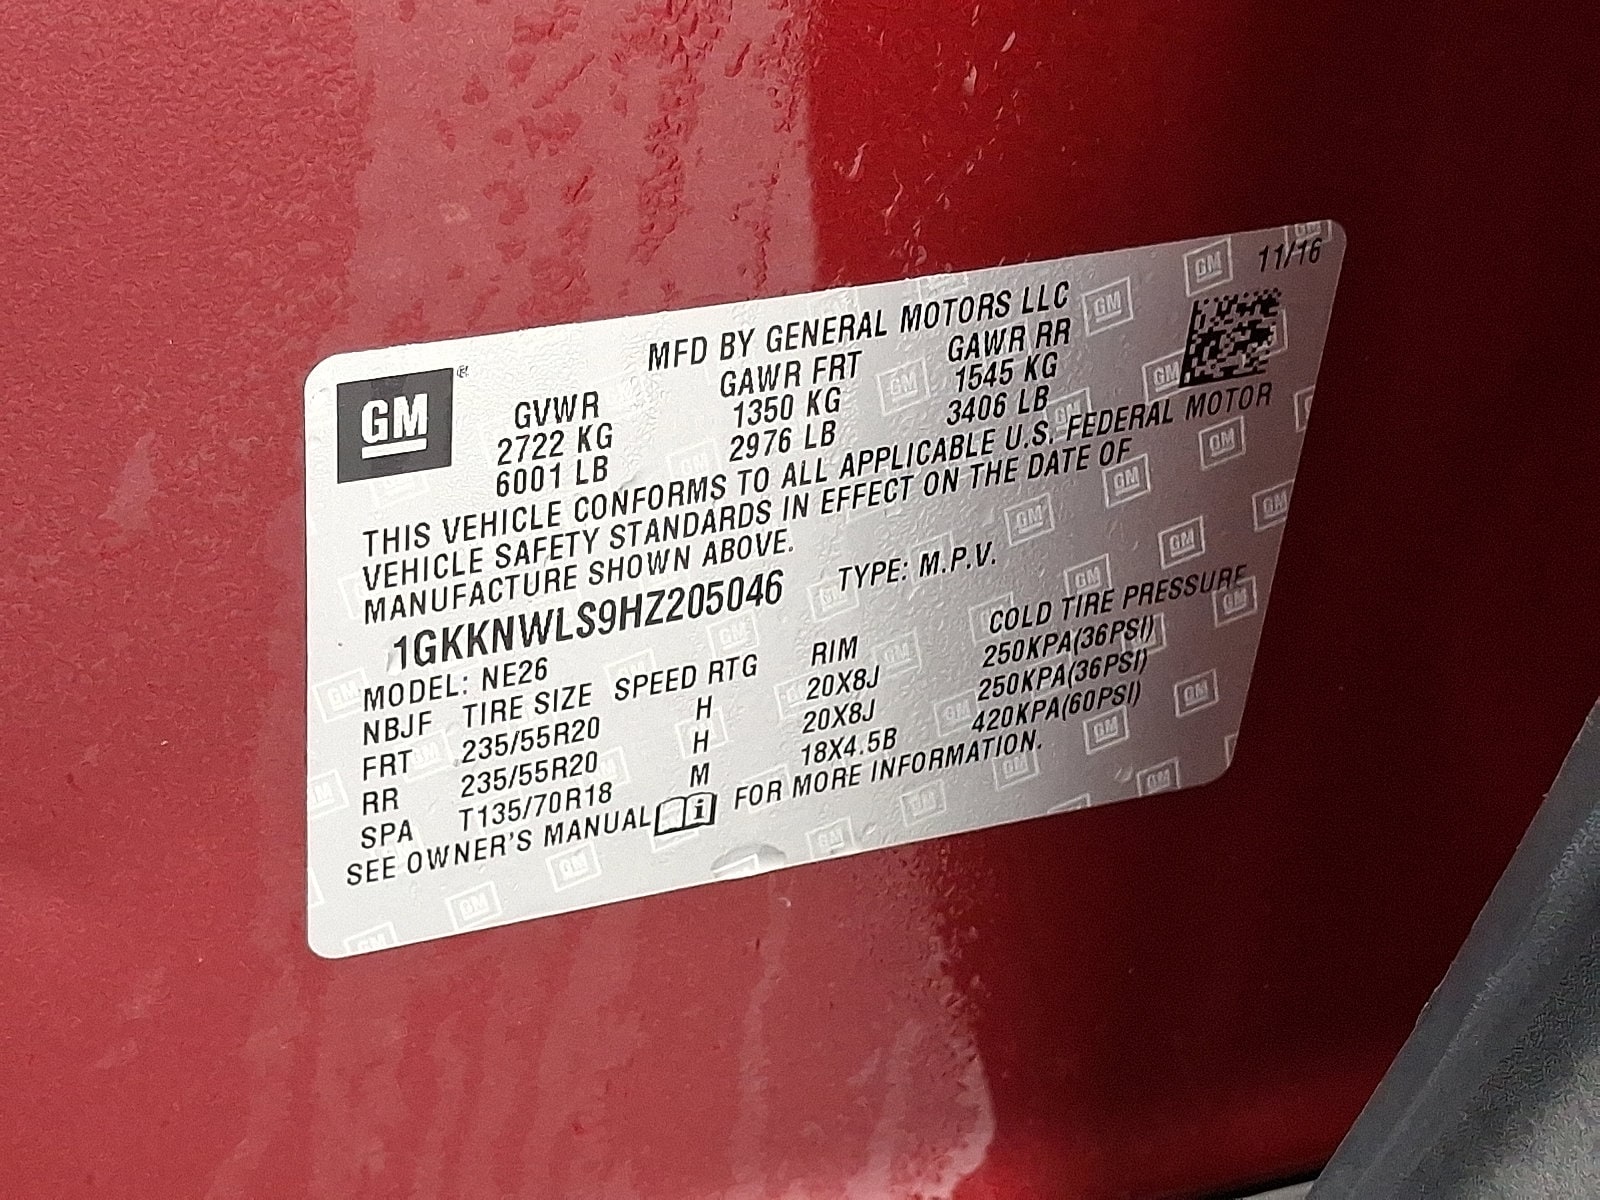 11/16
MFD BY GENERAL MOTORS LLC
GM
GVWR GAWR FRT GAWR RR
2722 KG 1350 KG 1545 KG
6001 LB 2976 LB 3406 LB
THIS VEHICLE CONFORMS TO ALL APPLICABLE U.S. FEDERAL MOTOR
VEHICLE SAFETY STANDARDS IN EFFECT ON THE DATE OF
MANUFACTURE SHOWN ABOVE.
1GKKNWLS9HZ205046 TYPE: M.P.V.
MODEL: NE26
NBJF TIRE SIZE SPEED RTG RIM COLD TIRE PRESSURE
FRT 235/55R20 H 20X8J 250KPA(36PSI)
RR 235/55R20 H 20X8J 250KPA(36PSI)
SPA T135/70R18 M 18X4.5B 420KPA(60PSI)
SEE OWNER'S MANUAL FOR MORE INFORMATION.